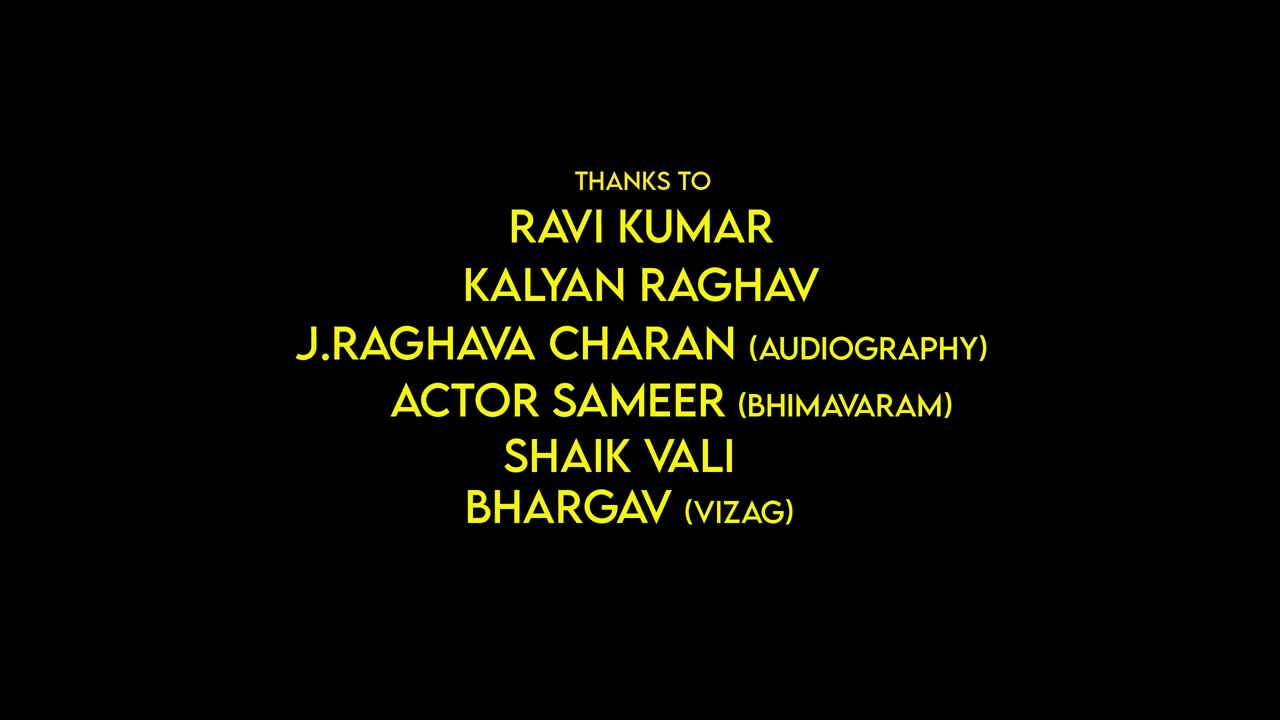 THANKS TO
RAVI KUMAR
KALYAN RAGHAV
J.RAGHAVA CHARAN (AUDIOGRAPHY)
ACTOR SAMEER (BHIMAVARAM)
SHAIK VALI
BHARGAV (VIZAG)